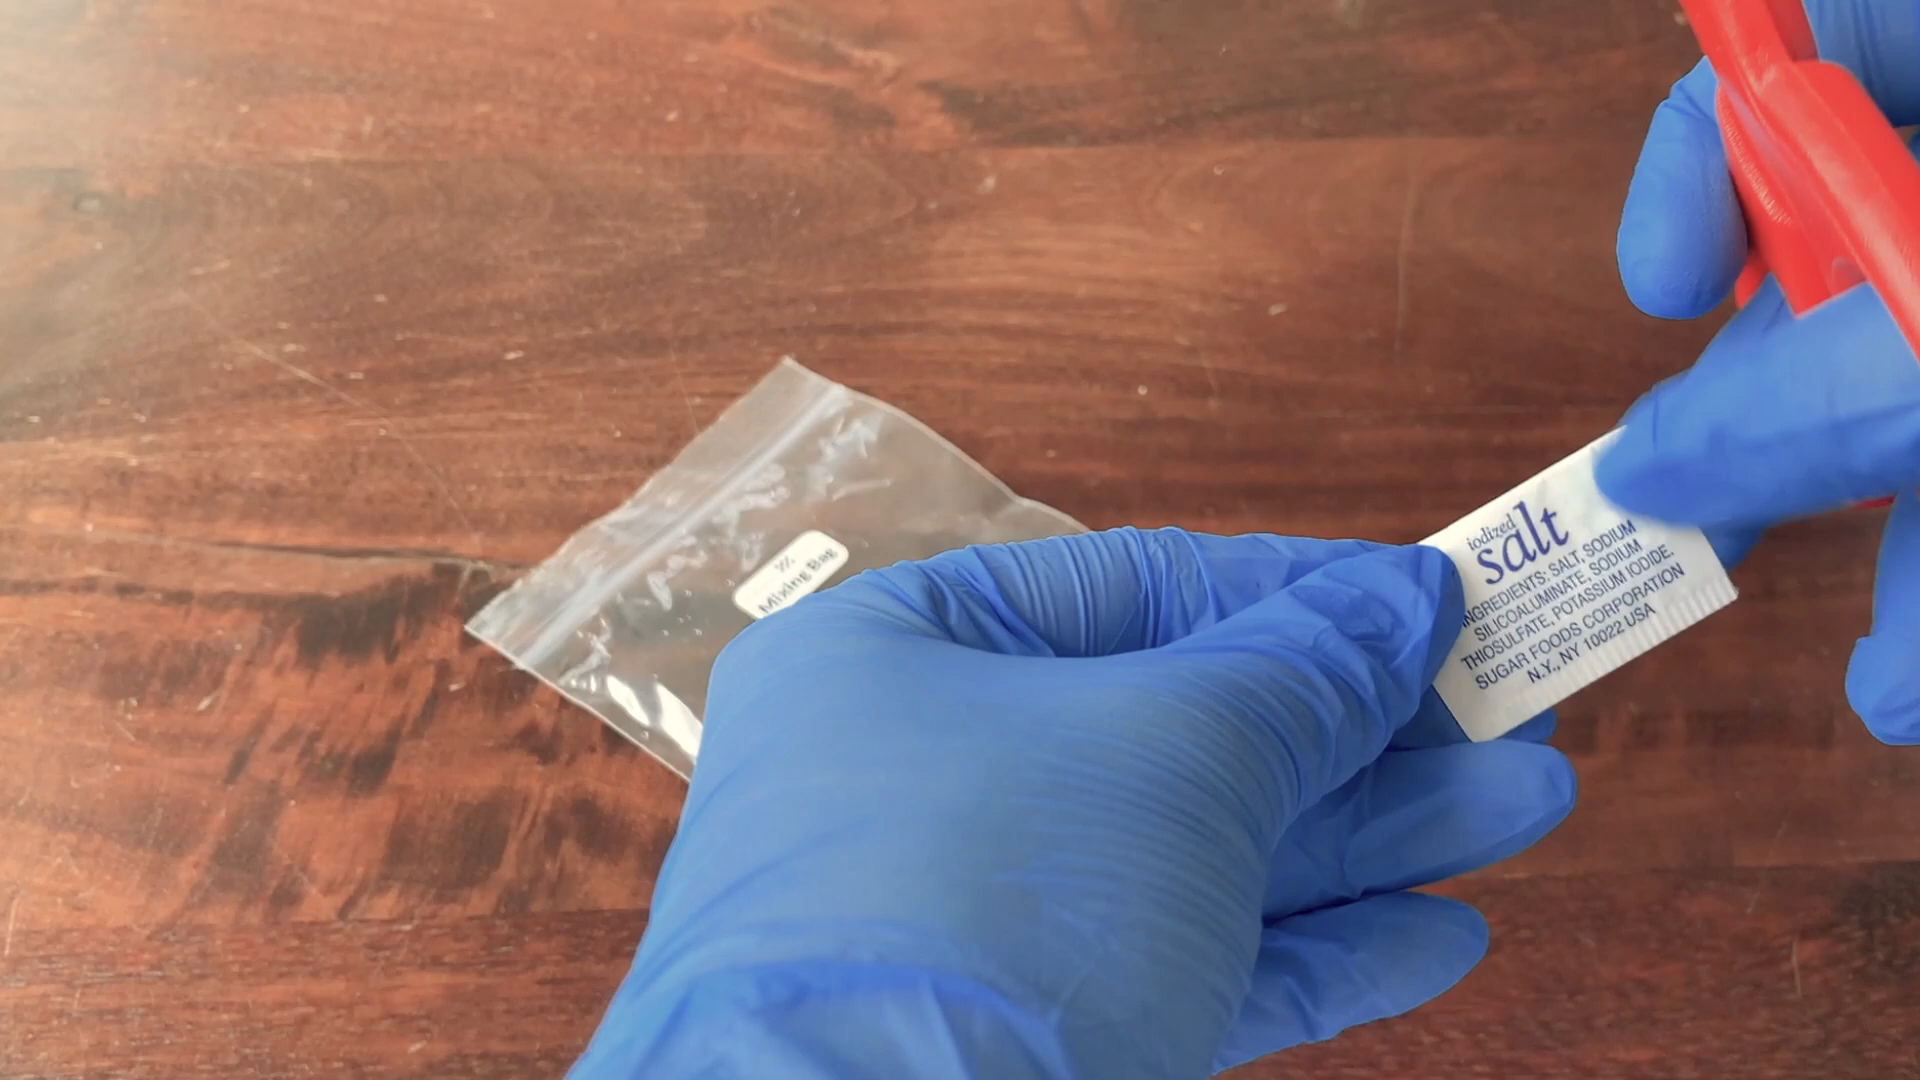 Mixing Bag
iodized
salt
INGREDIENTS: SALT, SODIUM
SILICOALUMINATE, SODIUM
THIOSULFATE, POTASSIUM IODIDE.
SUGAR FOODS CORPORATION
N.Y., NY 10022 USA